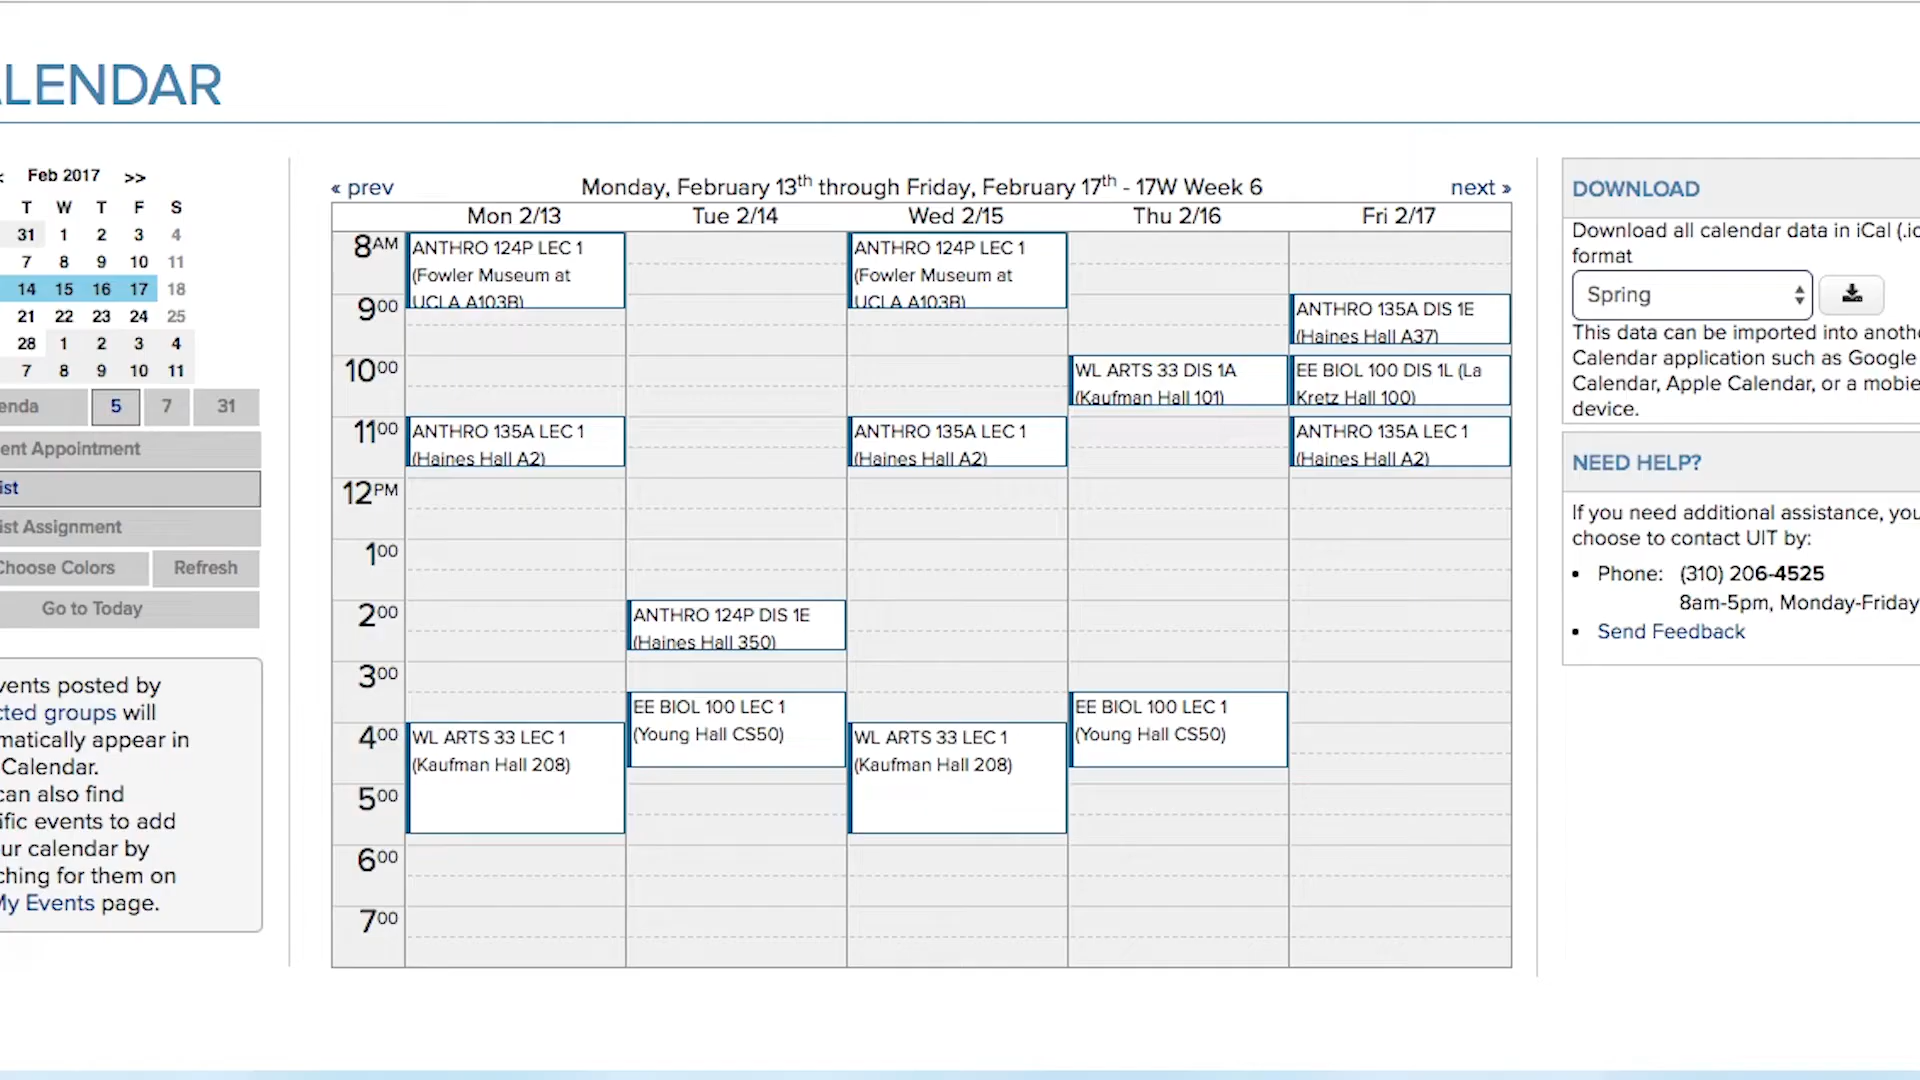 LENDAR
Feb 2017 >>
T W T F S
31 1 2 3 4
7 8 9 10 11
14 15 16 17 18
21 22 23 24 25
28 1 2 3 4
7 8 9 10 11
enda 5 7 31
ent Appointment
ist
ist Assignment
Choose Colors Refresh
Go to Today
vents posted by
cted groups will
matically appear in
Calendar.
can also find
ific events to add
ur calendar by
ching for them on
My Events page.
« prev Monday, February 13th through Friday, February 17th - 17W Week 6 next »
Mon 2/13 Tue 2/14 Wed 2/15 Thu 2/16 Fri 2/17
8AM
900
1000
1100
12PM
100
200
300
400
500
600
700
ANTHRO 124P LEC 1
(Fowler Museum at
UCLA A103B)
ANTHRO 135A LEC 1
(Haines Hall A2)
WL ARTS 33 LEC 1
(Kaufman Hall 208)
ANTHRO 124P DIS 1E
(Haines Hall 350)
EE BIOL 100 LEC 1
(Young Hall CS50)
ANTHRO 124P LEC 1
(Fowler Museum at
UCLA A103B)
ANTHRO 135A LEC 1
(Haines Hall A2)
WL ARTS 33 LEC 1
(Kaufman Hall 208)
WL ARTS 33 DIS 1A
(Kaufman Hall 101)
EE BIOL 100 LEC 1
(Young Hall CS50)
ANTHRO 135A DIS 1E
(Haines Hall A37)
EE BIOL 100 DIS 1L (La
Kretz Hall 100)
ANTHRO 135A LEC 1
(Haines Hall A2)
DOWNLOAD
Download all calendar data in iCal (.ic
format
Spring
This data can be imported into anothe
Calendar application such as Google
Calendar, Apple Calendar, or a mobile
device.
NEED HELP?
If you need additional assistance, you
choose to contact UIT by:
• Phone: (310) 206-4525
8am-5pm, Monday-Friday
• Send Feedback